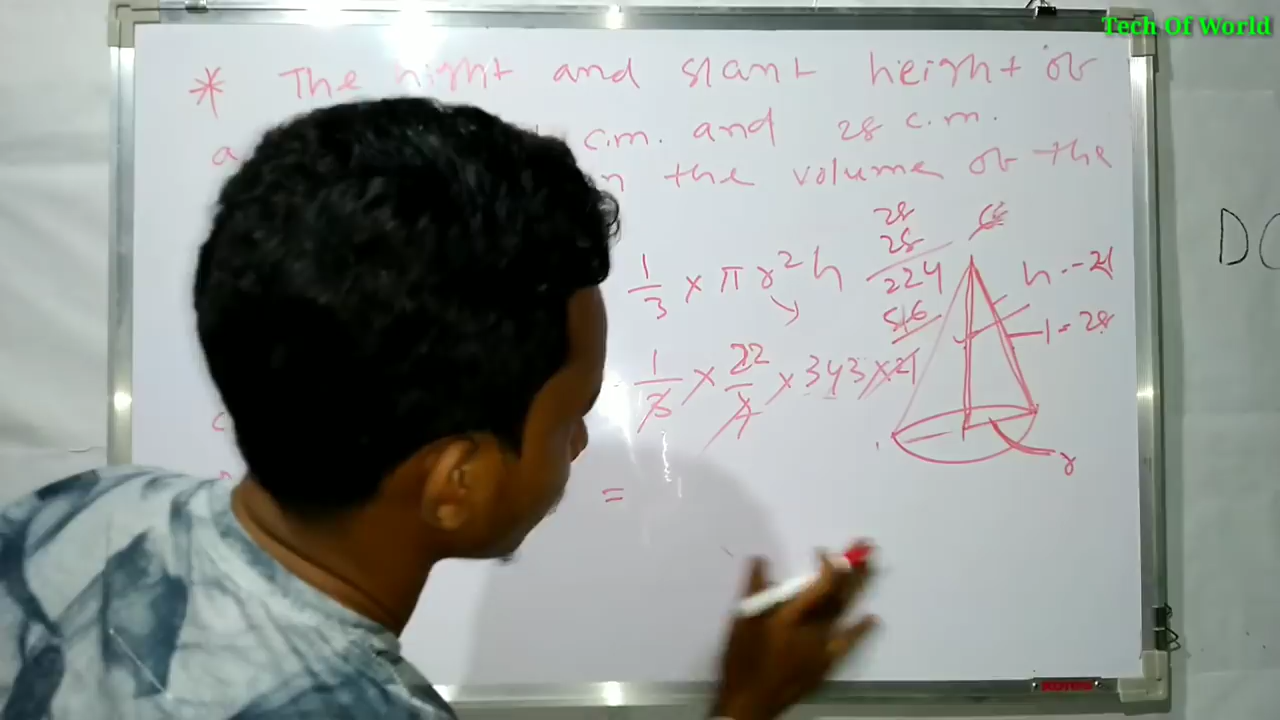 Tech Of World
* The hight and slant height of
a c.m. and 28 c.m.
the volume of the
28
28
224
56
h = 21
l = 28
r
1/3 × π r² h
1/3 × 22/7 × 343 × 21
=
DO